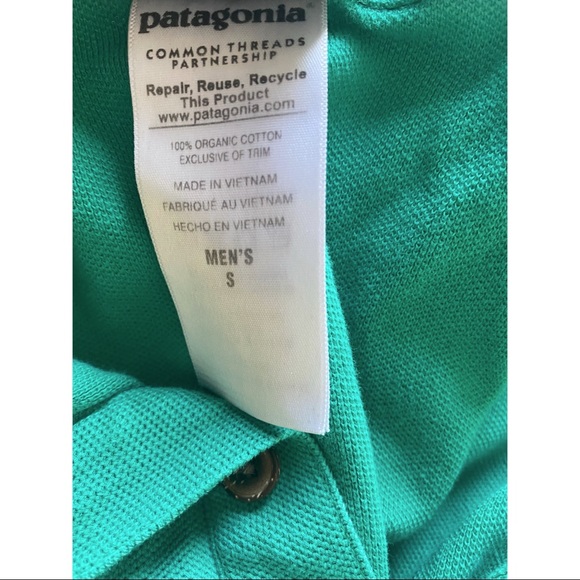 patagonia®
COMMON THREADS
PARTNERSHIP
Repair, Reuse, Recycle
This Product
www.patagonia.com
100% ORGANIC COTTON
EXCLUSIVE OF TRIM
MADE IN VIETNAM
FABRIQUÉ AU VIETNAM
HECHO EN VIETNAM
MEN'S
S